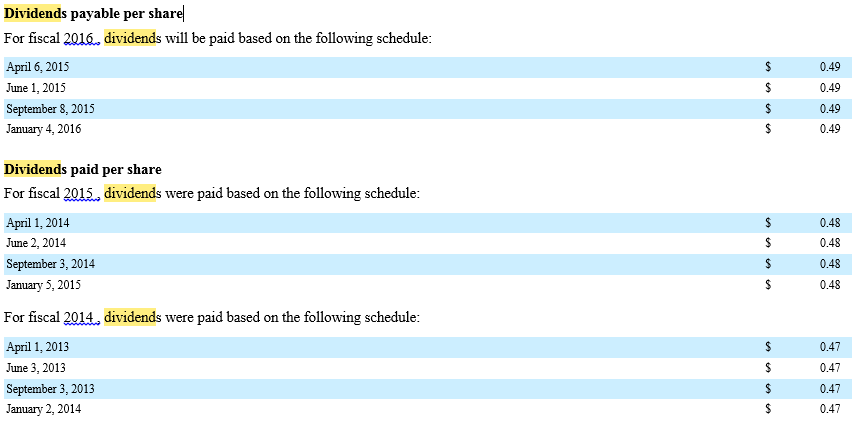 Dividends payable per share
For fiscal 2016 , dividends will be paid based on the following schedule:
April 6, 2015 $ 0.49
June 1, 2015 $ 0.49
September 8, 2015 $ 0.49
January 4, 2016 $ 0.49
Dividends paid per share
For fiscal 2015 , dividends were paid based on the following schedule:
April 1, 2014 $ 0.48
June 2, 2014 $ 0.48
September 3, 2014 $ 0.48
January 5, 2015 $ 0.48
For fiscal 2014 , dividends were paid based on the following schedule:
April 1, 2013 $ 0.47
June 3, 2013 $ 0.47
September 3, 2013 $ 0.47
January 2, 2014 $ 0.47